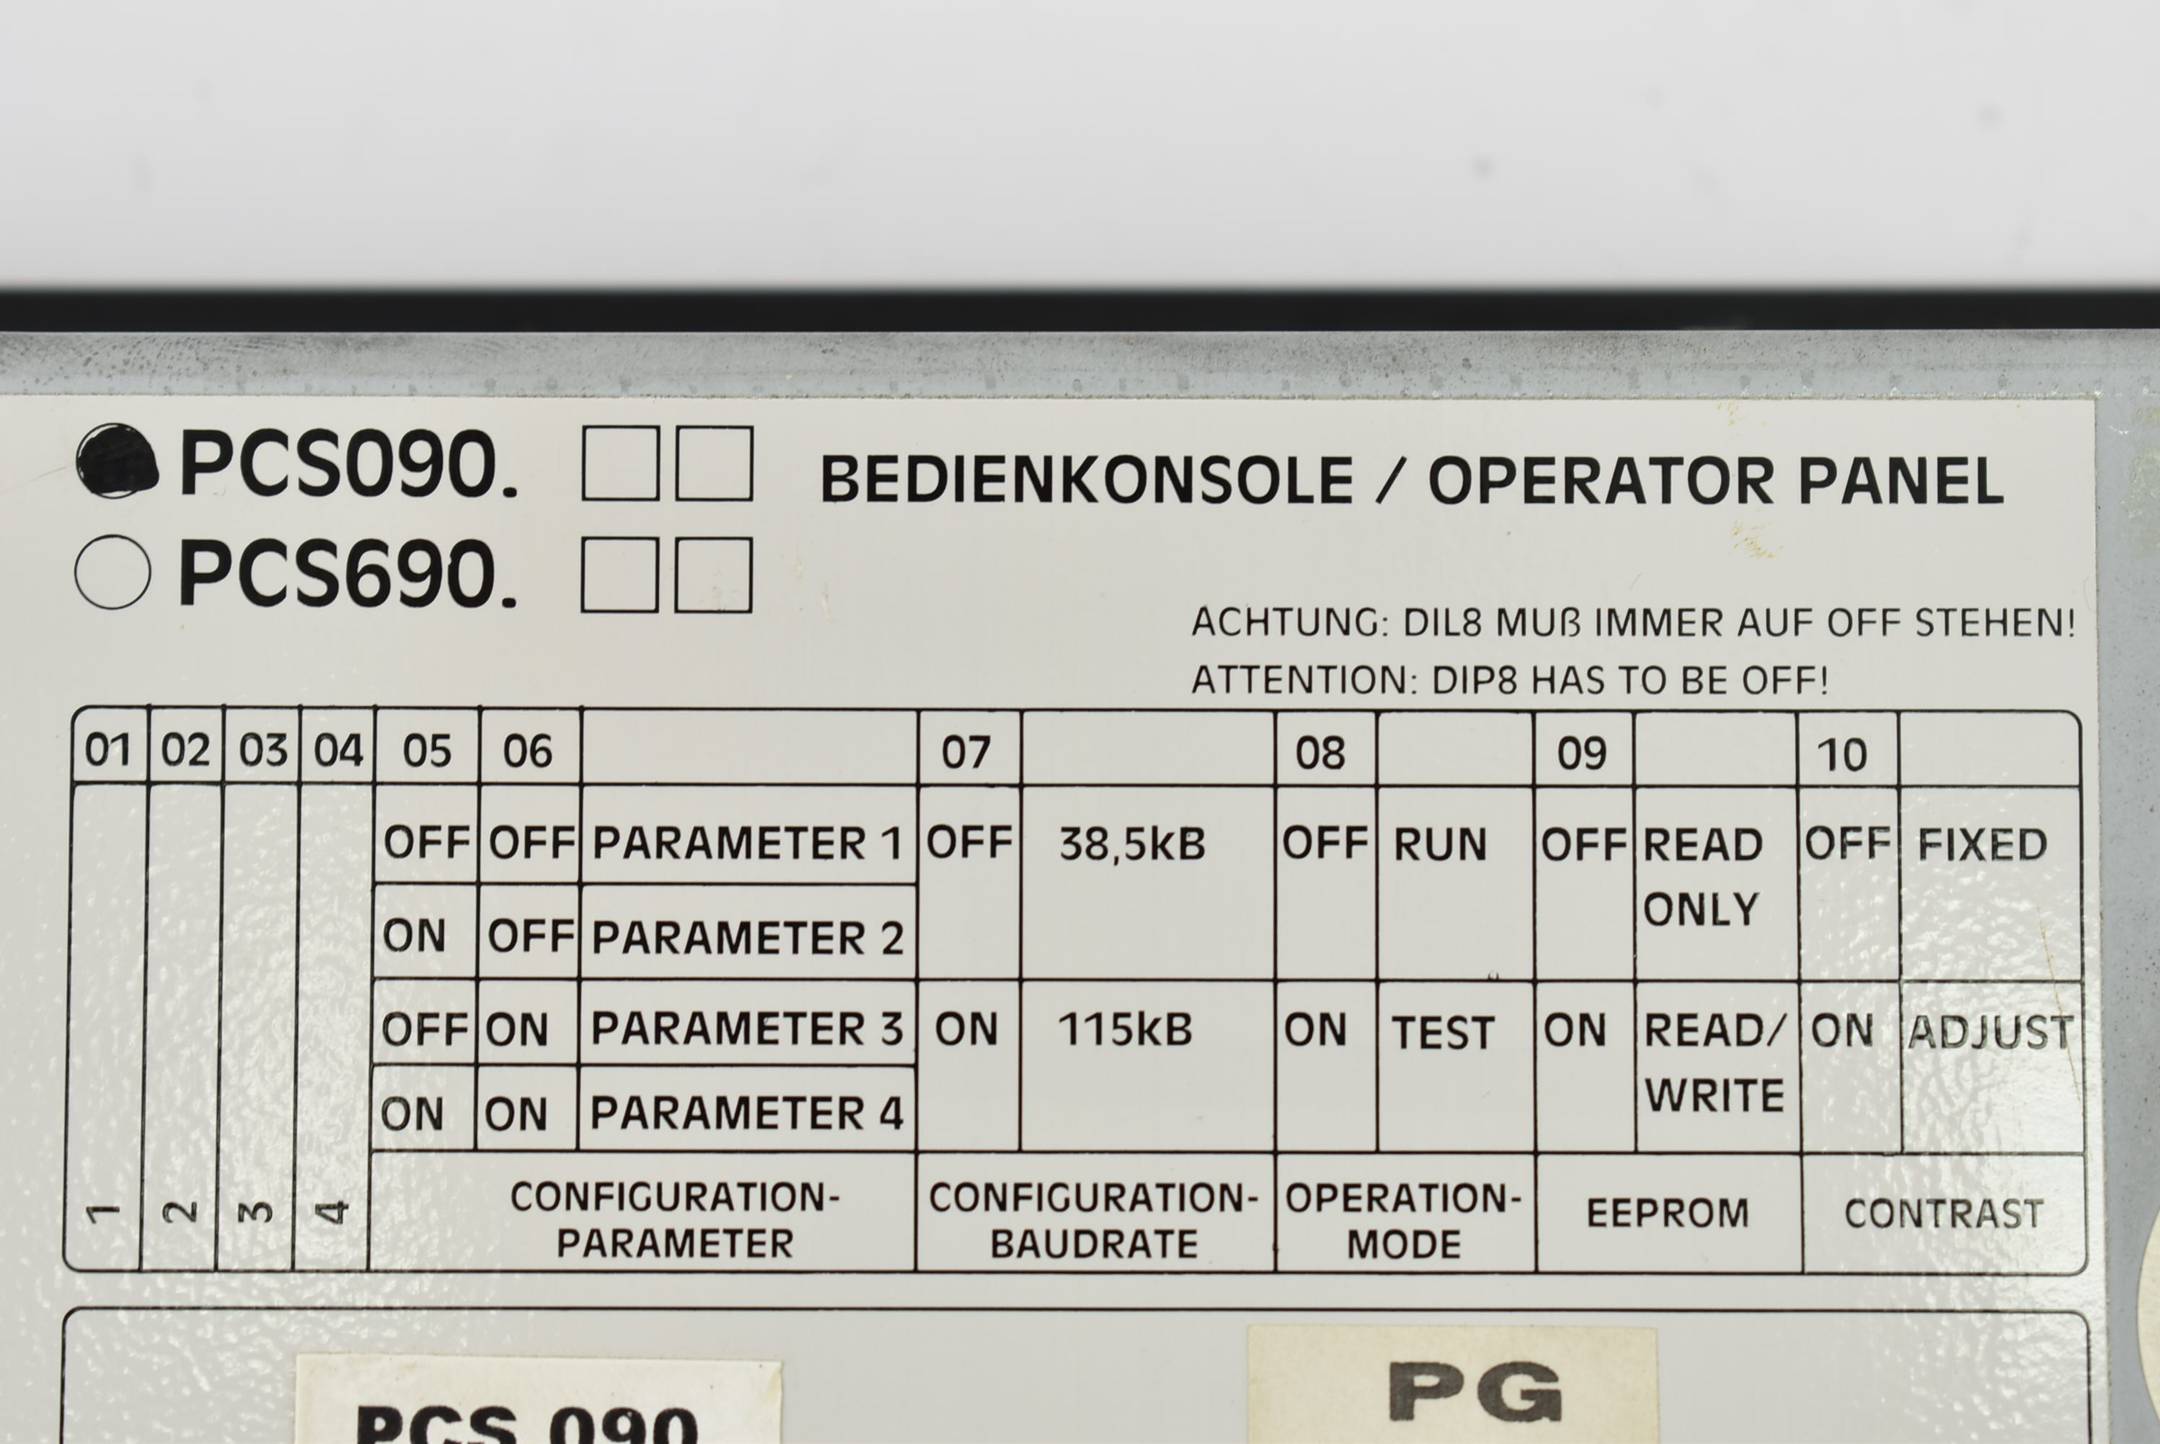 PCS090.
BEDIENKONSOLE / OPERATOR PANEL
PCS690.
ACHTUNG: DIL8 MUß IMMER AUF OFF STEHEN!
ATTENTION: DIP8 HAS TO BE OFF!
01 02 03 04 05 06 07 08 09 10
OFF OFF PARAMETER 1 OFF 38,5kB OFF RUN OFF READ OFF FIXED
ONLY
ON OFF PARAMETER 2
OFF ON PARAMETER 3 ON 115kB ON TEST ON READ/ ON ADJUST
WRITE
ON ON PARAMETER 4
1 2 3 4
CONFIGURATION-
PARAMETER
CONFIGURATION-
BAUDRATE
OPERATION-
MODE
EEPROM
CONTRAST
PCS 090
PG